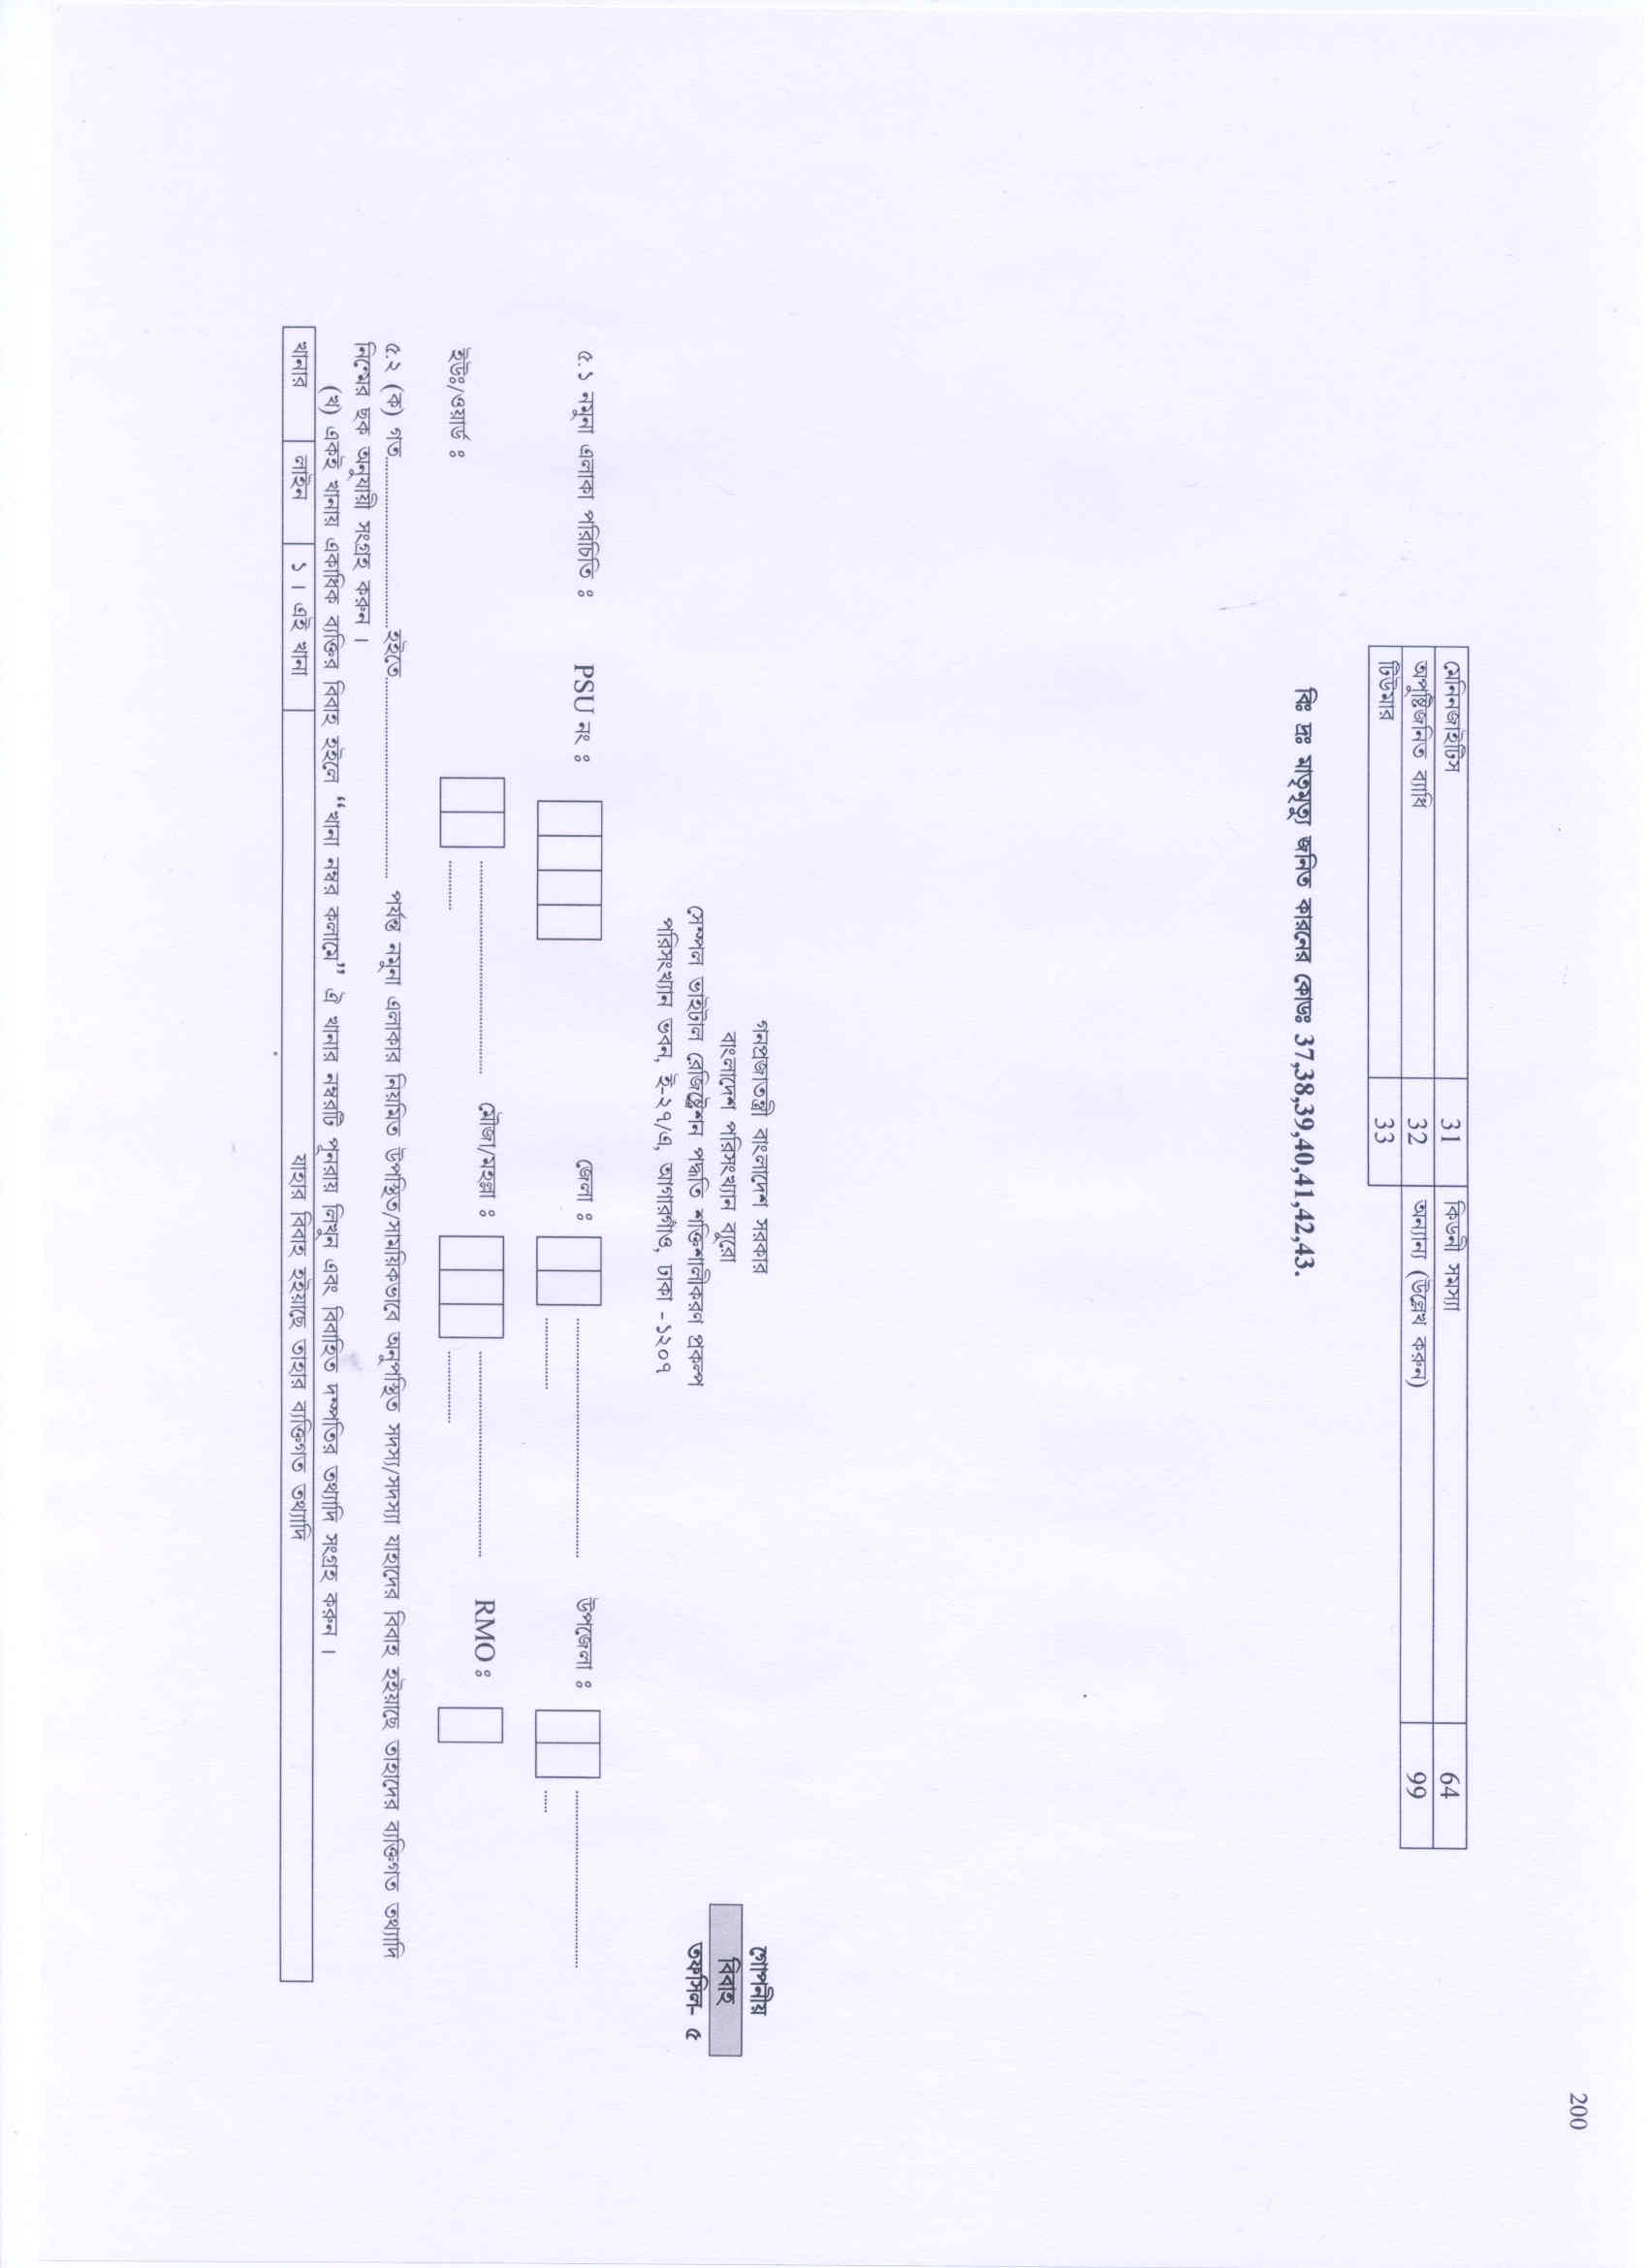 200
মেনিনজাইটিস 31 কিডনী সমস্যা 64
অপুষ্টিজনিত ব্যাধি 32 অন্যান্য (উল্লেখ করুন) 99
টিউমার 33
বিঃ দ্রঃ মাতৃমৃত্যু জনিত কারনের কোডঃ 37,38,39,40,41,42,43.
গনপ্রজাতন্ত্রী বাংলাদেশ সরকার গোপনীয়
বাংলাদেশ পরিসংখ্যান ব্যুরো বিবাহ
সেম্পল ভাইটাল রেজিষ্ট্রেশন পদ্ধতি শক্তিশালীকরণ প্রকল্প তফসিল- ৫
পরিসংখ্যান ভবন, ই-২৭/এ, আগারগাঁও, ঢাকা -১২০৭
৫.১ নমুনা এলাকা পরিচিতি ঃ PSU নং ঃ জেলা ঃ ........ উপজেলা ঃ ........
ইউঃ/ওয়ার্ড ঃ ........ মৌজা/মহল্লা ঃ ........ RMO ঃ
৫.২ (ক) গত........হইতে........ পর্যন্ত নমুনা এলাকার নিয়মিত উপস্থিত/সাময়িকভাবে অনুপস্থিত সদস্য/সদস্যা যাহাদের বিবাহ হইয়াছে তাহাদের ব্যক্তিগত তথ্যাদি
নিম্মের ছক অনুযায়ী সংগ্রহ করুন ।
(খ) একই খানায় একাধিক ব্যক্তির বিবাহ হইলে “খানা নম্বর কলামে” ঐ খানার নম্বরটি পুনরায় লিখুন এবং বিবাহিত দম্পতির তথ্যাদি সংগ্রহ করুন ।
খানার লাইন ১ । এই খানা যাহার বিবাহ হইয়াছে তাহার ব্যক্তিগত তথ্যাদি